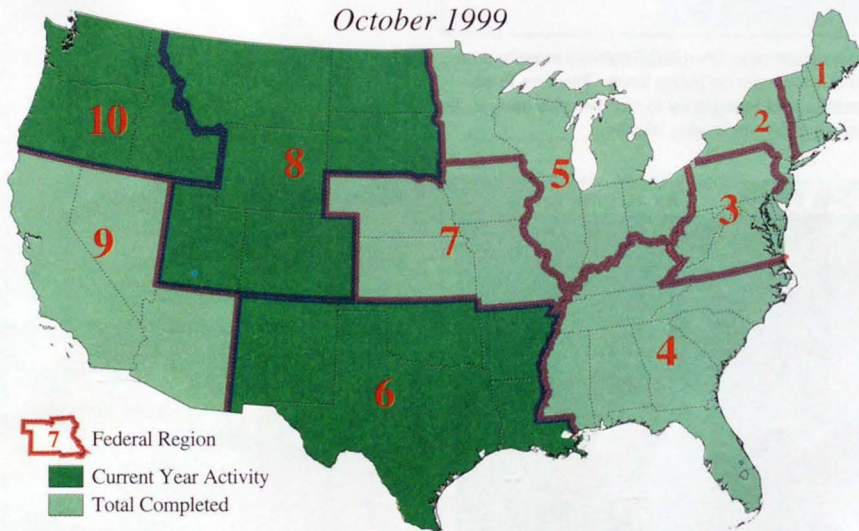 October 1999
1
10
2
8
5
3
9
7
4
6
7 Federal Region
Current Year Activity
Total Completed